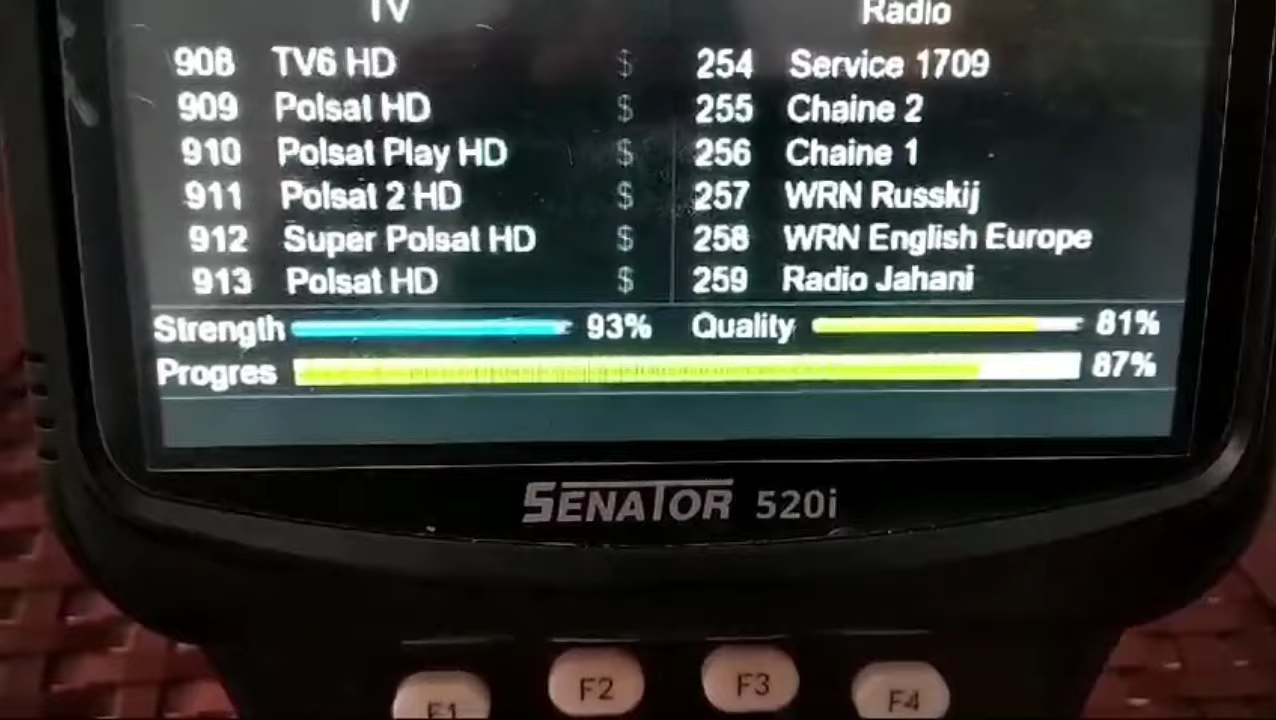 TV Radio
908 TV6 HD $ 254 Service 1709
909 Polsat HD $ 255 Chaine 2
910 Polsat Play HD $ 256 Chaine 1
911 Polsat 2 HD $ 257 WRN Russkij
912 Super Polsat HD $ 258 WRN English Europe
913 Polsat HD $ 259 Radio Jahani
Strength 93% Quality 81%
Progres 87%
SENATOR 520i
F1 F2 F3 F4